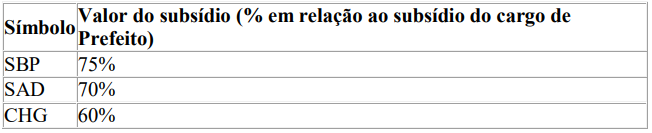 Símbolo Valor do subsídio (% em relação ao subsídio do cargo de
Prefeito)
SBP 75%
SAD 70%
CHG 60%